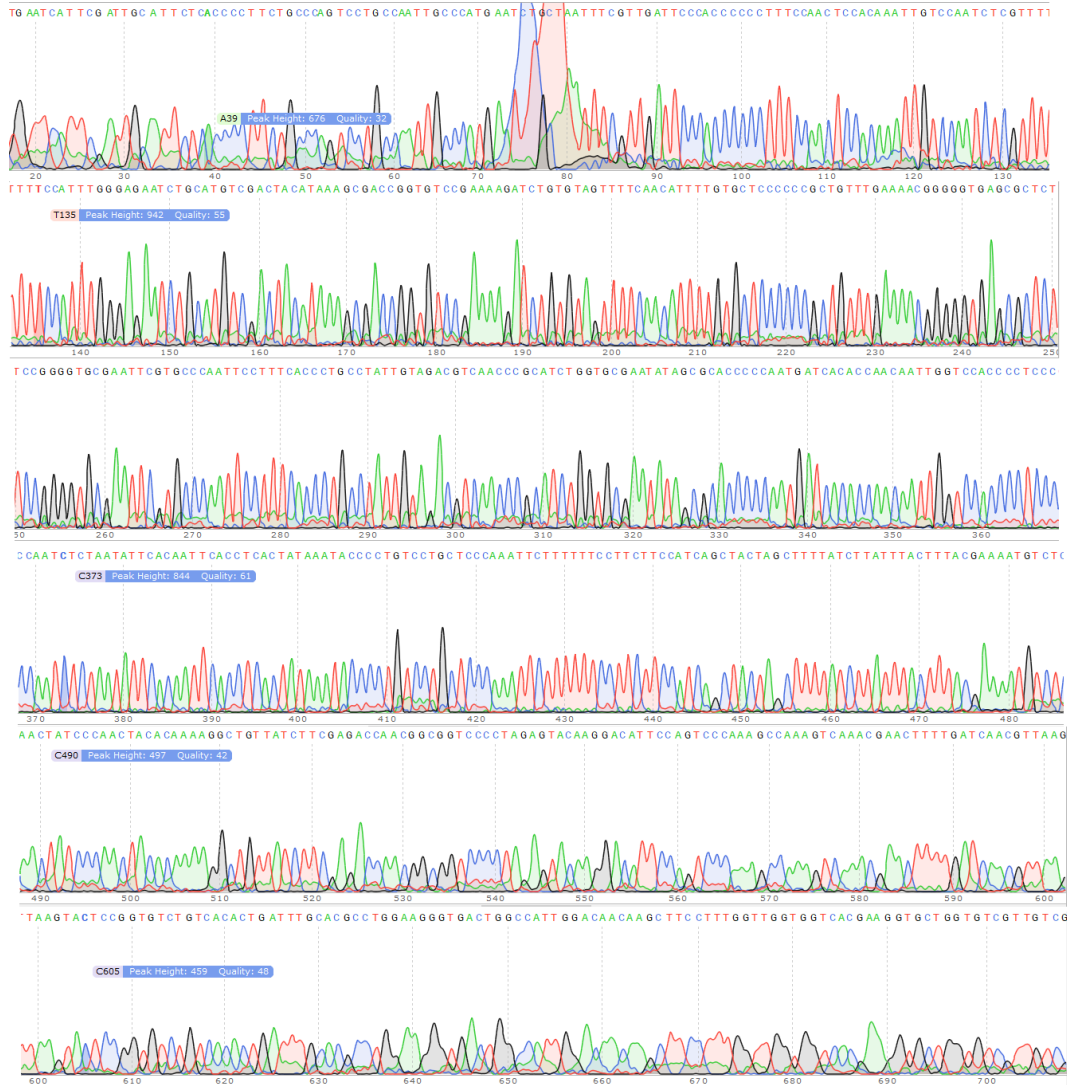 TGAATCATTCGATTGCATTCTCACCCCTTCTGCCCAGTCCTGCCAATTGCCCATGAATCTGCTAATTTCGTTGATTCCCACCCCCCTTTCCAACTCCACAAATTGTCCAATCTCGTTTT
A39 Peak Height: 676 Quality: 32
20 30 40 50 60 70 80 90 100 110 120 130
TTTTCCATTTGGGAGAATCTGCATGTCGACTACATAAAGCGACCGGTGTCCGAAAAGATCTGTGTAGTTTTCAACATTTTGTGCTCCCCCCGCTGTTTGAAAACGGGGGTGAGCGCTCT
T135 Peak Height: 942 Quality: 55
140 150 160 170 180 190 200 210 220 230 240 250
TCCGGGGTGCGAATTCGTGCCCAATTCCTTTCACCCTGCCTATTGTAGACGTCAACCCGCATCTGGTGCGAATATAGCGCACCCCCAATGATCACACCAACAATTGGTCCACCCCTCCC
50 260 270 280 290 300 310 320 330 340 350 360
CCAATCTCTAATATTCACAATTCACCTCACTATAAATACCCCTGTCCTGCTCCCAAATTCTTTTTTCCTTCTTCCATCAGCTACTAGCTTTTATCTTATTTACTTTACGAAAATGTCTC
C373 Peak Height: 844 Quality: 61
370 380 390 400 410 420 430 440 450 460 470 480
AACTATCCCAACTACACAAAAGGCTGTTATCTTCGAGACCAACGGCGGTCCCCTAGAGTACAAGGACATTCCAGTCCCAAAGCCAAAGTCAAACGAACTTTTGATCAACGTTAAG
C490 Peak Height: 497 Quality: 42
490 500 510 520 530 540 550 560 570 580 590 600
TAAGTACTCCGGTGTCTGTCACACTGATTTGCACGCCTGGAAGGGTGACTGGCCATTGGACAACAAGCTTCCTTTGGTTGGTGGTCACGAAGGTGCTGGTGTCGTTGTCG
C605 Peak Height: 459 Quality: 48
600 610 620 630 640 650 660 670 680 690 700